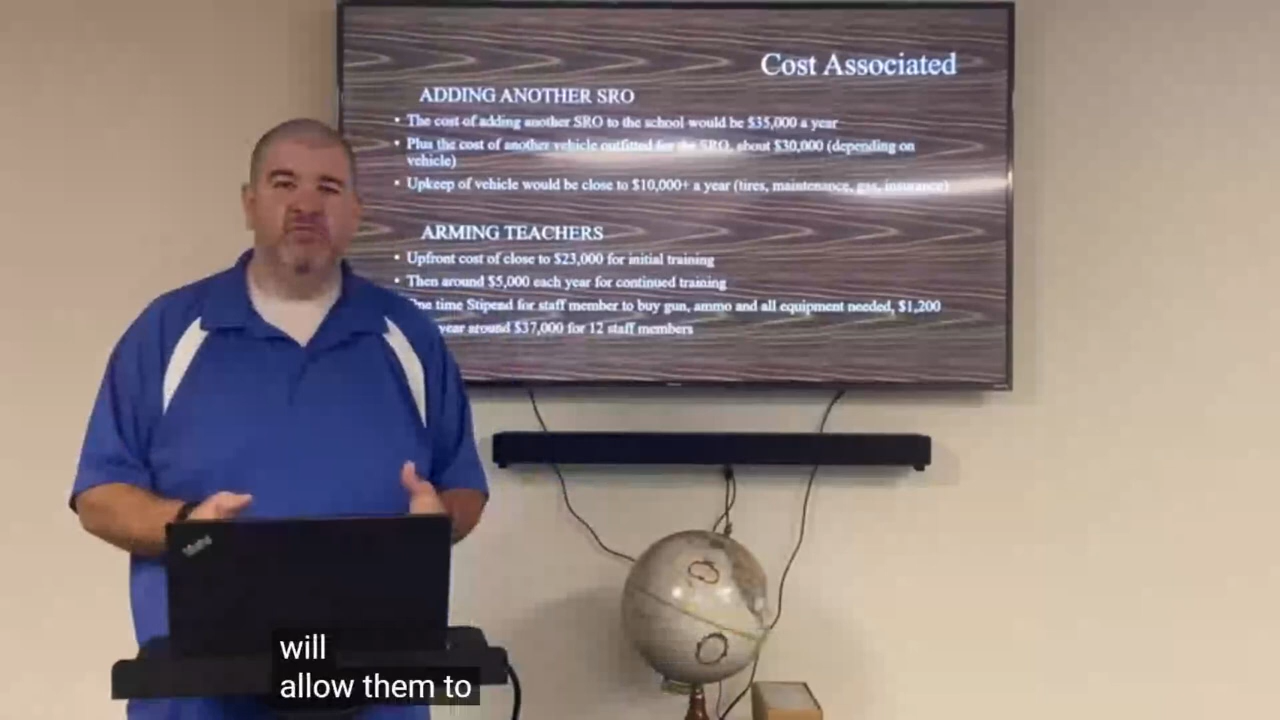 Cost Associated
ADDING ANOTHER SRO
• The cost of adding another SRO to the school would be $35,000 a year
• Plus the cost of another vehicle outfitted for the SRO, about $30,000 (depending on
vehicle)
• Upkeep of vehicle would be close to $10,000+ a year (tires, maintenance, gas, insurance)
ARMING TEACHERS
• Upfront cost of close to $23,000 for initial training
• Then around $5,000 each year for continued training
time Stipend for staff member to buy gun, ammo and all equipment needed, $1,200
year around $37,000 for 12 staff members
will
allow them to